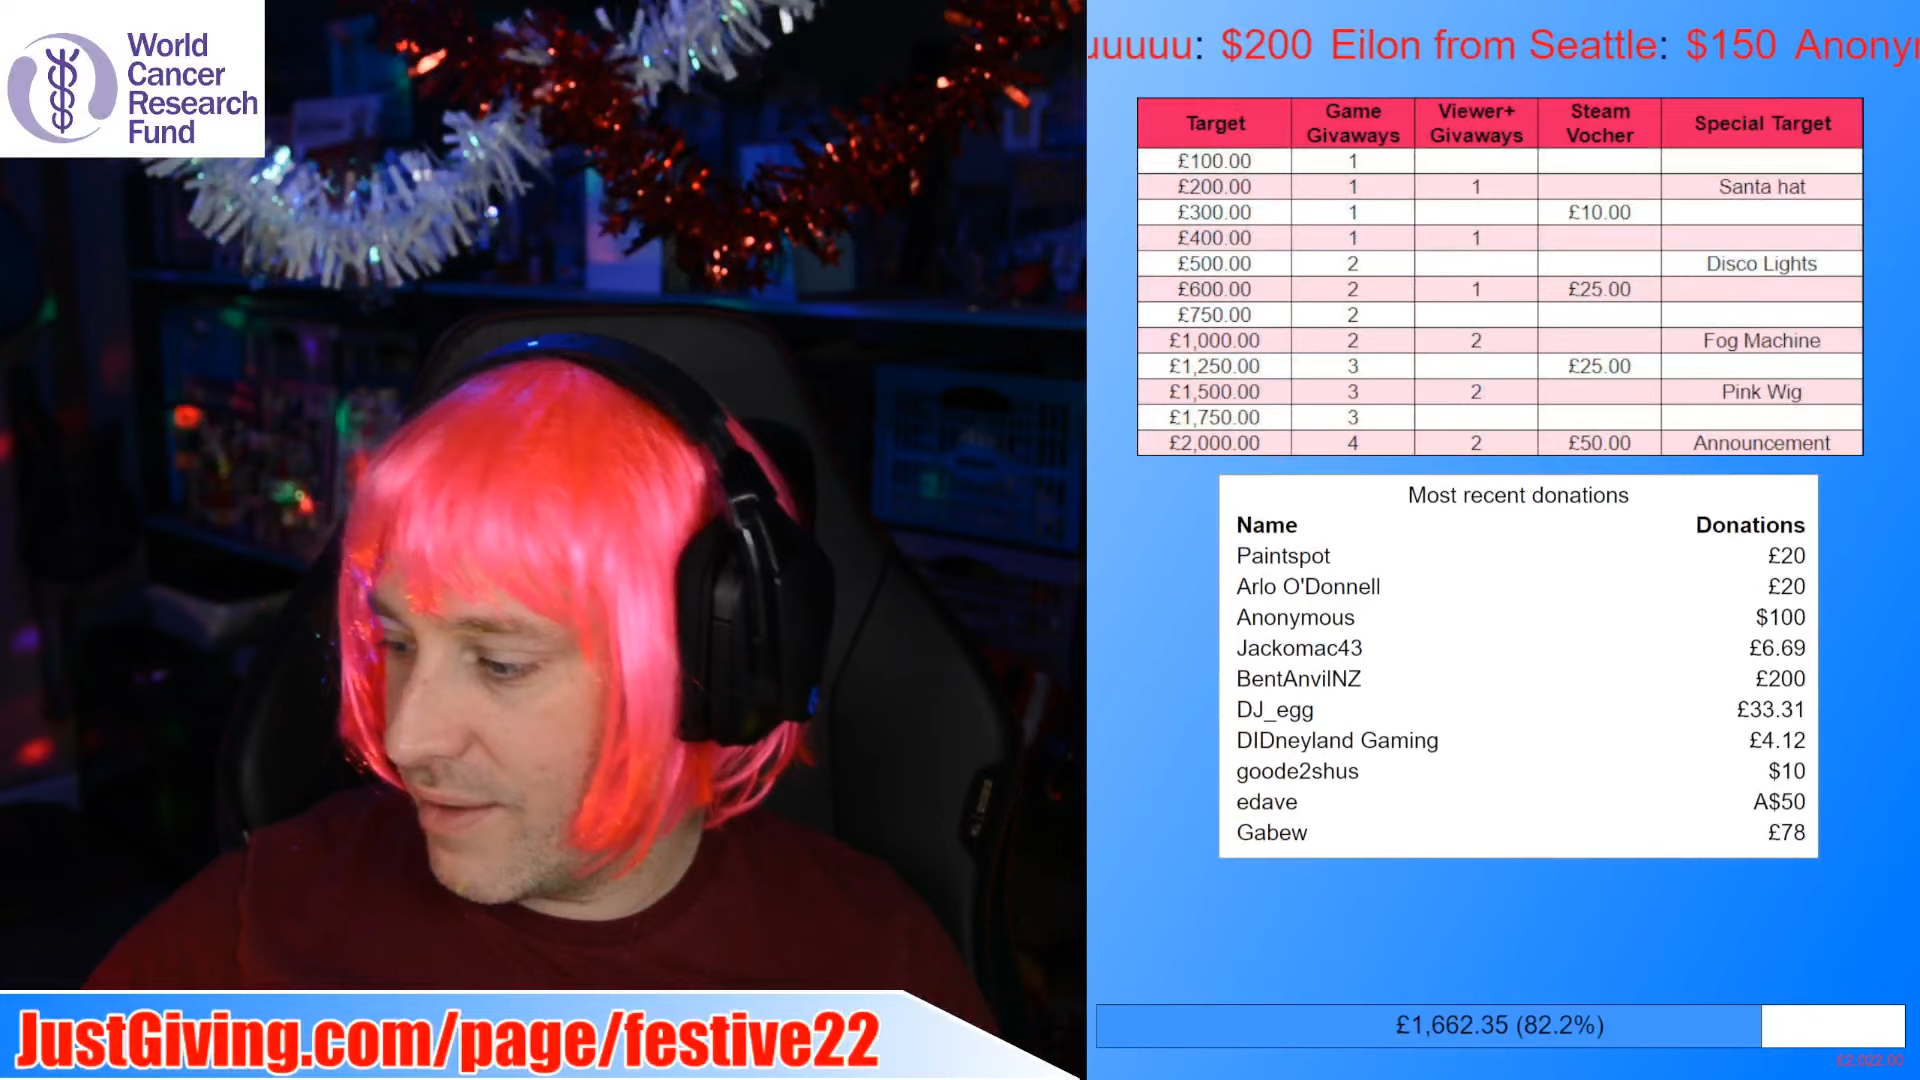 World
Cancer
Research
Fund
uuuuu: $200 Eilon from Seattle: $150 Anony
Target Game Givaways Viewer+ Givaways Steam Vocher Special Target
£100.00 1
£200.00 1 1 Santa hat
£300.00 1 £10.00
£400.00 1 1
£500.00 2 Disco Lights
£600.00 2 1 £25.00
£750.00 2
£1,000.00 2 2 Fog Machine
£1,250.00 3 £25.00
£1,500.00 3 2 Pink Wig
£1,750.00 3
£2,000.00 4 2 £50.00 Announcement
Most recent donations
Name Donations
Paintspot £20
Arlo O'Donnell £20
Anonymous $100
Jackomac43 £6.69
BentAnvilNZ £200
DJ_egg £33.31
DIDneyland Gaming £4.12
goode2shus $10
edave A$50
Gabew £78
£1,662.35 (82.2%)
£2,022.00
JustGiving.com/page/festive22